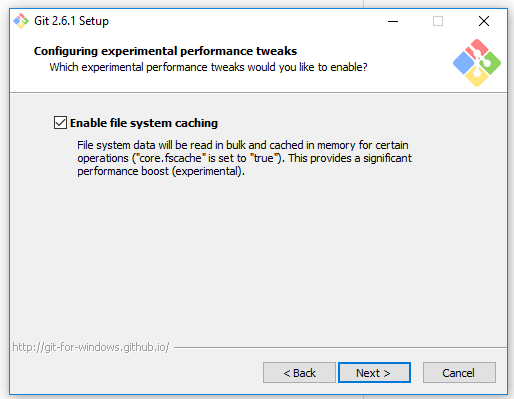 Git 2.6.1 Setup
Configuring experimental performance tweaks
Which experimental performance tweaks would you like to enable?
Enable file system caching
File system data will be read in bulk and cached in memory for certain
operations ("core.fscache" is set to "true"). This provides a significant
performance boost (experimental).
http://git-for-windows.github.io/
< Back
Next >
Cancel